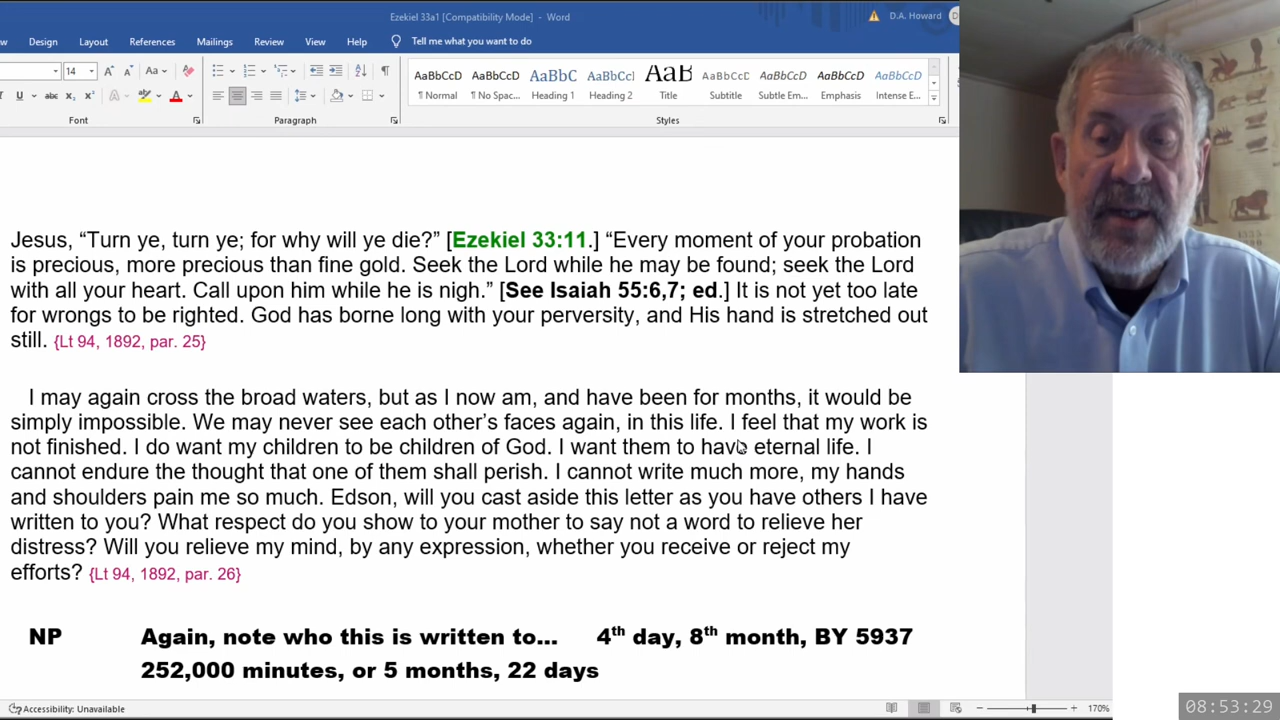 Ezekiel 33a1 [Compatibility Mode] - Word
D.A. Howard
Design Layout References Mailings Review View Help Tell me what you want to do
14 Aa
AaBbCcD AaBbCcD AaBbC AaBbCcl AaB AaBbCcD AaBbCcD AaBbCcD AaBbCcD
¶ Normal ¶ No Spac... Heading 1 Heading 2 Title Subtitle Subtle Em... Emphasis Intense E...
Font Paragraph Styles
Jesus, “Turn ye, turn ye; for why will ye die?” [Ezekiel 33:11.] “Every moment of your probation
is precious, more precious than fine gold. Seek the Lord while he may be found; seek the Lord
with all your heart. Call upon him while he is nigh.” [See Isaiah 55:6,7; ed.] It is not yet too late
for wrongs to be righted. God has borne long with your perversity, and His hand is stretched out
still. {Lt 94, 1892, par. 25}
I may again cross the broad waters, but as I now am, and have been for months, it would be
simply impossible. We may never see each other’s faces again, in this life. I feel that my work is
not finished. I do want my children to be children of God. I want them to have eternal life. I
cannot endure the thought that one of them shall perish. I cannot write much more, my hands
and shoulders pain me so much. Edson, will you cast aside this letter as you have others I have
written to you? What respect do you show to your mother to say not a word to relieve her
distress? Will you relieve my mind, by any expression, whether you receive or reject my
efforts? {Lt 94, 1892, par. 26}
NP Again, note who this is written to... 4th day, 8th month, BY 5937
252,000 minutes, or 5 months, 22 days
Accessibility: Unavailable
170%
08:53:29